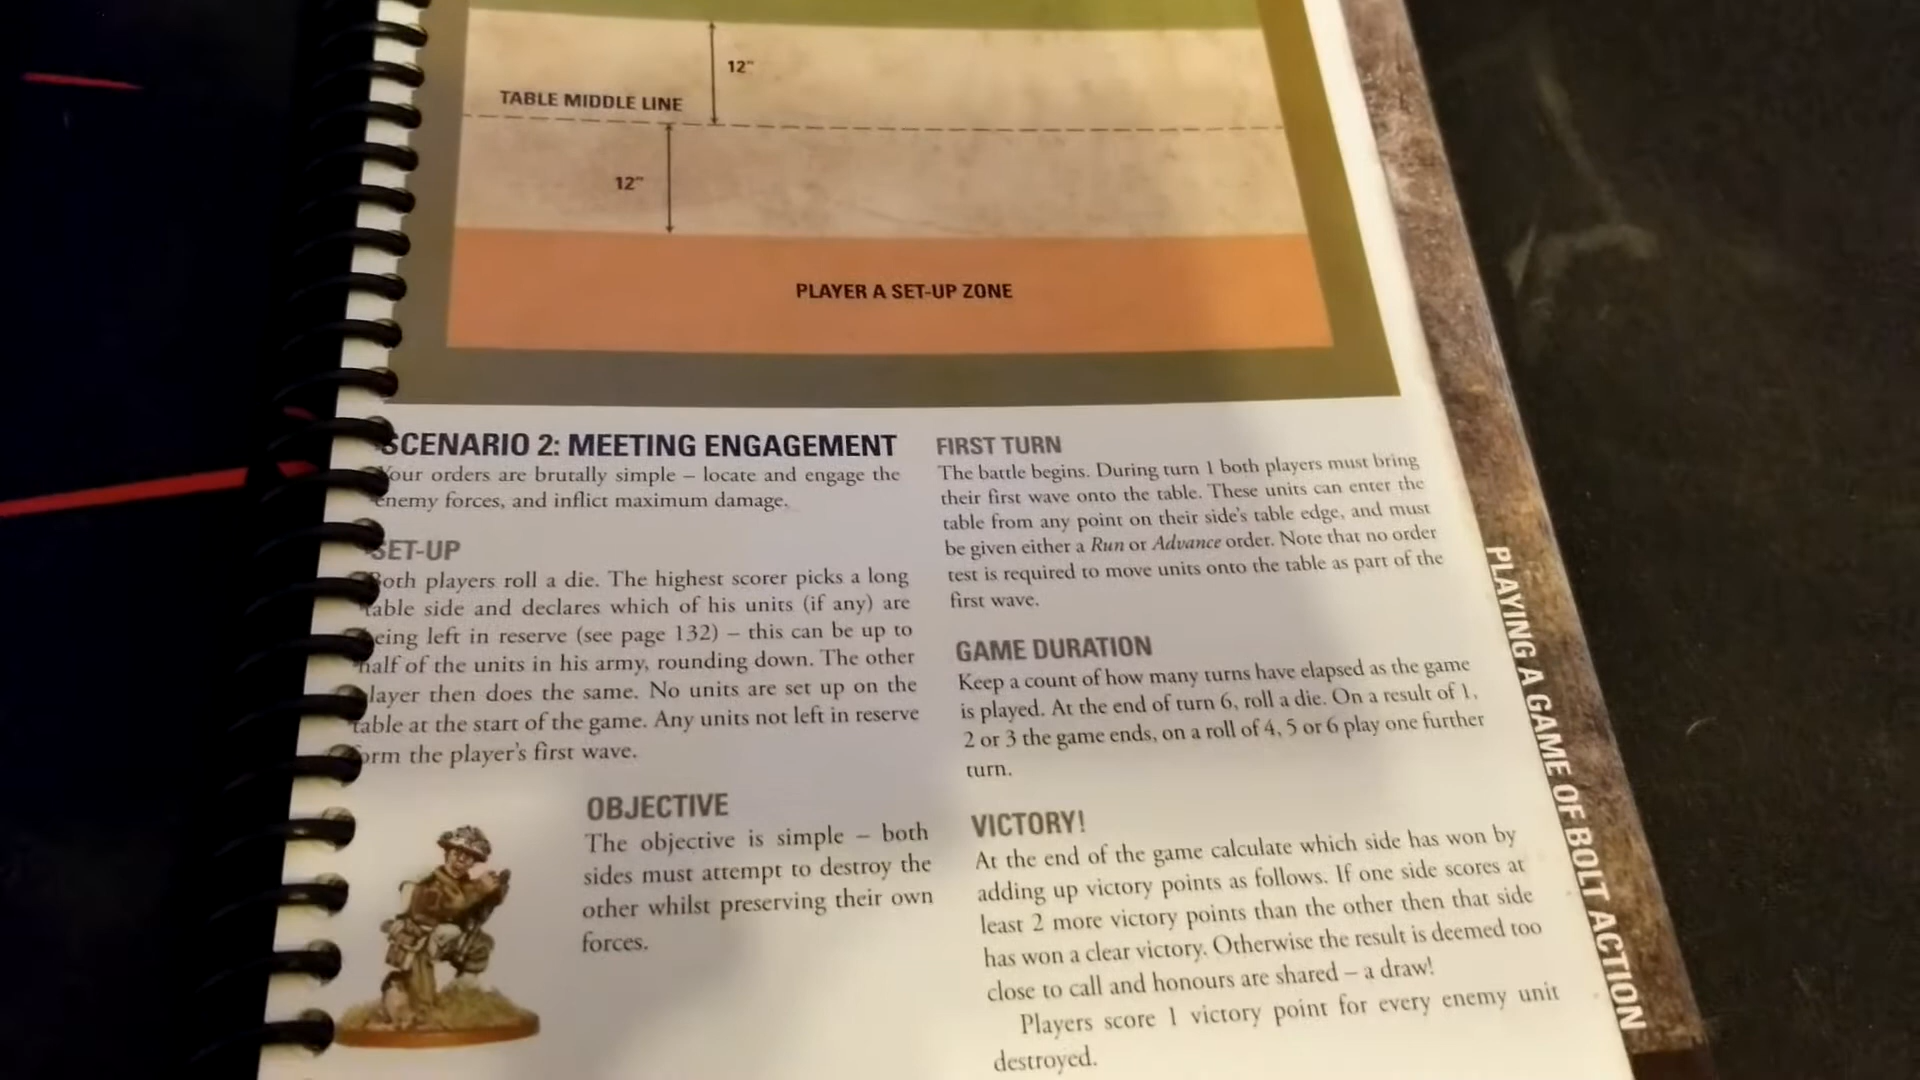 12"
TABLE MIDDLE LINE
12"
PLAYER A SET-UP ZONE
SCENARIO 2: MEETING ENGAGEMENT
Your orders are brutally simple – locate and engage the
enemy forces, and inflict maximum damage.
SET-UP
Both players roll a die. The highest scorer picks a long
table side and declares which of his units (if any) are
being left in reserve (see page 132) – this can be up to
half of the units in his army, rounding down. The other
player then does the same. No units are set up on the
table at the start of the game. Any units not left in reserve
form the player's first wave.
OBJECTIVE
The objective is simple – both
sides must attempt to destroy the
other whilst preserving their own
forces.
FIRST TURN
The battle begins. During turn 1 both players must bring
their first wave onto the table. These units can enter the
table from any point on their side's table edge, and must
be given either a Run or Advance order. Note that no order
test is required to move units onto the table as part of the
first wave.
GAME DURATION
Keep a count of how many turns have elapsed as the game
is played. At the end of turn 6, roll a die. On a result of 1,
2 or 3 the game ends, on a roll of 4, 5 or 6 play one further
turn.
VICTORY!
At the end of the game calculate which side has won by
adding up victory points as follows. If one side scores at
least 2 more victory points than the other then that side
has won a clear victory. Otherwise the result is deemed too
close to call and honours are shared – a draw!
Players score 1 victory point for every enemy unit
destroyed.
PLAYING A GAME OF BOLT ACTION